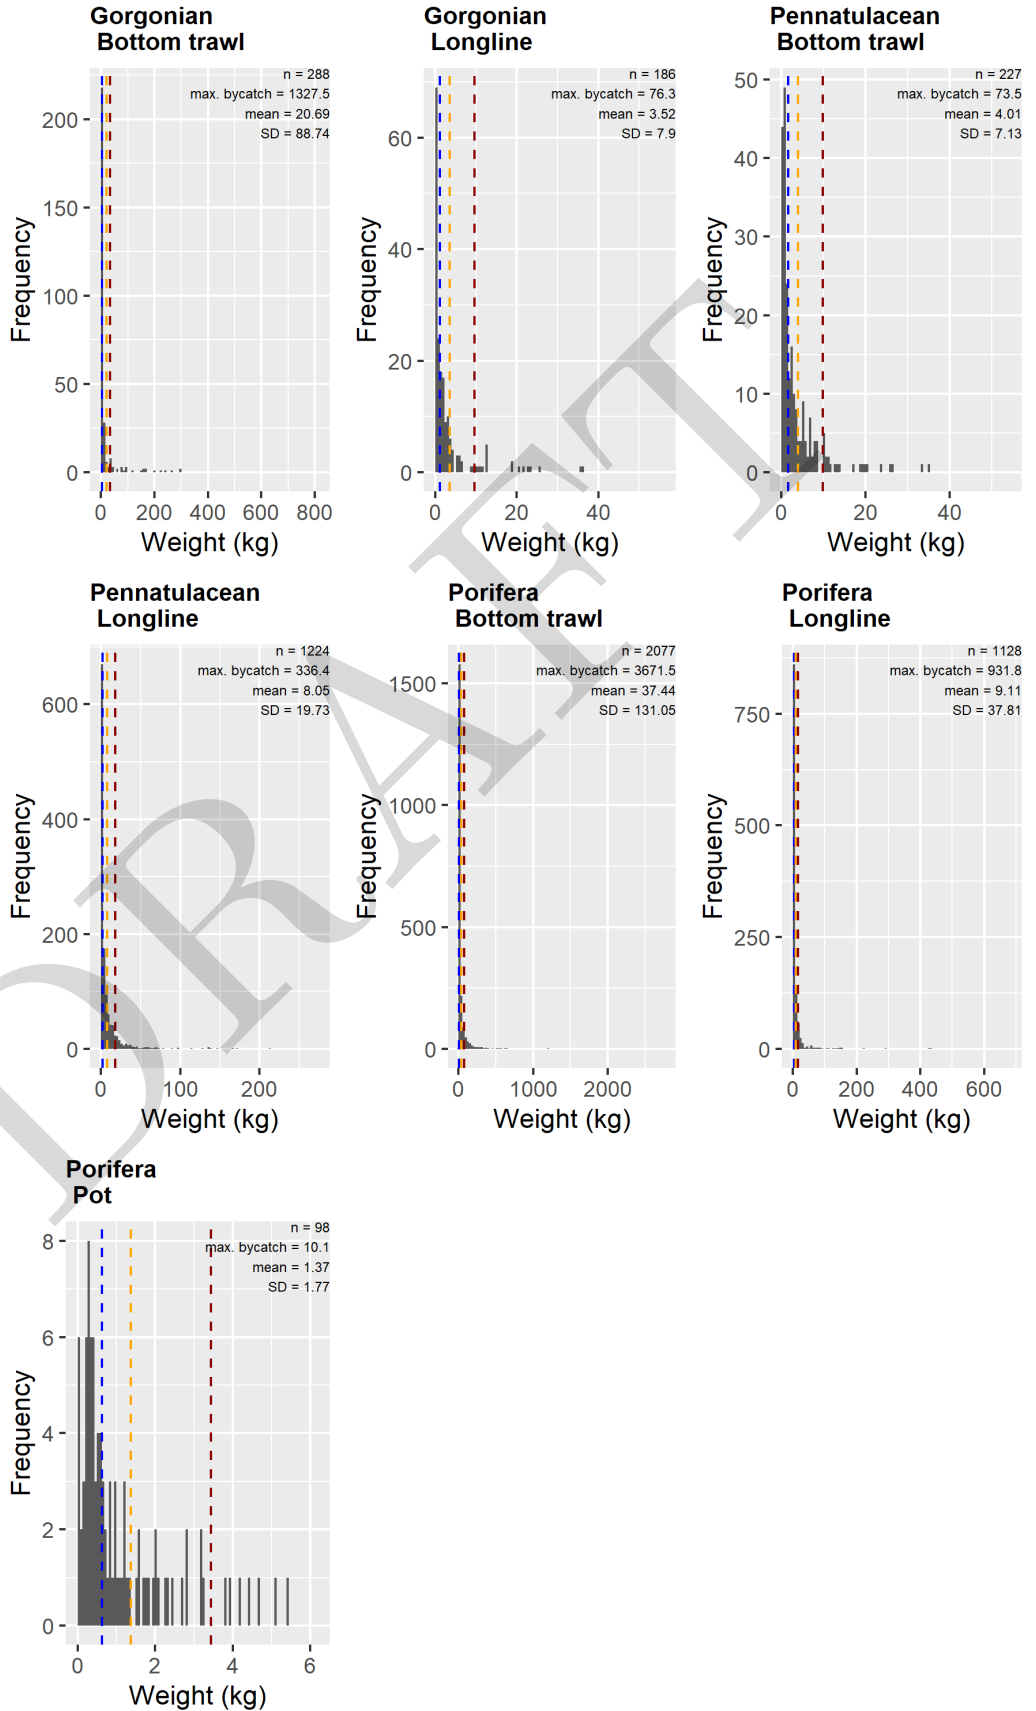 Gorgonian
Bottom trawl
n = 288
max. bycatch = 1327.5
mean = 20.69
SD = 88.74
200
150
100
50
0
Frequency
0 200 400 600 800
Weight (kg)
Gorgonian
Longline
n = 186
max. bycatch = 76.3
mean = 3.52
SD = 7.9
60
40
20
0
Frequency
0 20 40
Weight (kg)
Pennatulacean
Bottom trawl
n = 227
max. bycatch = 73.5
mean = 4.01
SD = 7.13
50
40
30
20
10
0
Frequency
0 20 40
Weight (kg)
Pennatulacean
Longline
n = 1224
max. bycatch = 336.4
mean = 8.05
SD = 19.73
600
400
200
0
Frequency
0 100 200
Weight (kg)
Porifera
Bottom trawl
n = 2077
max. bycatch = 3671.5
mean = 37.44
SD = 131.05
1500
1000
500
0
Frequency
0 1000 2000
Weight (kg)
Porifera
Longline
n = 1128
max. bycatch = 931.8
mean = 9.11
SD = 37.81
750
500
250
0
Frequency
0 200 400 600
Weight (kg)
Porifera
Pot
n = 98
max. bycatch = 10.1
mean = 1.37
SD = 1.77
8
6
4
2
0
Frequency
0 2 4 6
Weight (kg)
DRAFT